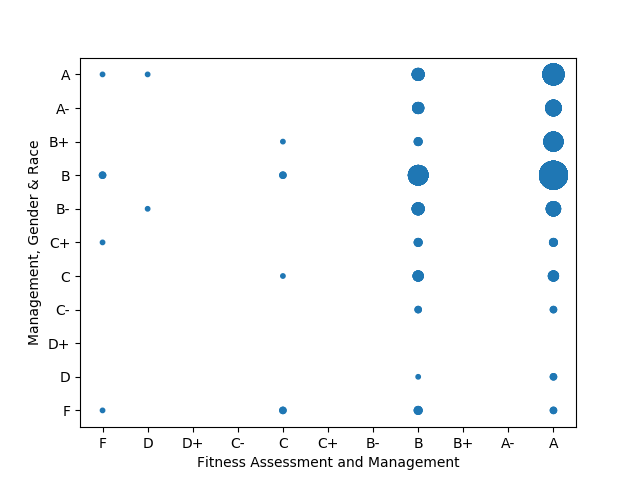 Management, Gender & Race
A
A-
B+
B
B-
C+
C
C-
D+
D
F
F D D+ C- C C+ B- B B+ A- A
Fitness Assessment and Management